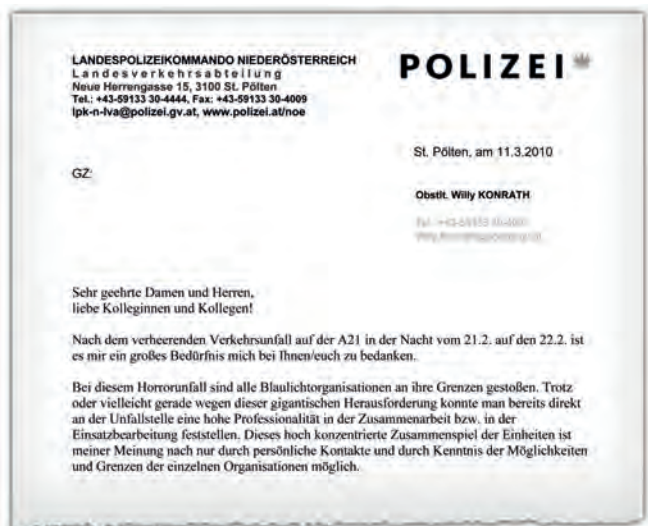 LANDESPOLIZEIKOMMANDO NIEDERÖSTERREICH
Landesverkehrsabteilung
Neue Herrengasse 15, 3100 St. Pölten
Tel.: +43-59133 30-4444, Fax: +43-59133 30-4009
lpk-n-lva@polizei.gv.at, www.polizei.at/noe
POLIZEI
St. Pölten, am 11.3.2010
GZ:
Obstlt. Willy KONRATH
Sehr geehrte Damen und Herren,
liebe Kolleginnen und Kollegen!
Nach dem verheerenden Verkehrsunfall auf der A21 in der Nacht vom 21.2. auf den 22.2. ist
es mir ein großes Bedürfnis mich bei Ihnen/euch zu bedanken.
Bei diesem Horrorunfall sind alle Blaulichtorganisationen an ihre Grenzen gestoßen. Trotz
oder vielleicht gerade wegen dieser gigantischen Herausforderung konnte man bereits direkt
an der Unfallstelle eine hohe Professionalität in der Zusammenarbeit bzw. in der
Einsatzbearbeitung feststellen. Dieses hoch konzentrierte Zusammenspiel der Einheiten ist
meiner Meinung nach nur durch persönliche Kontakte und durch Kenntnis der Möglichkeiten
und Grenzen der einzelnen Organisationen möglich.